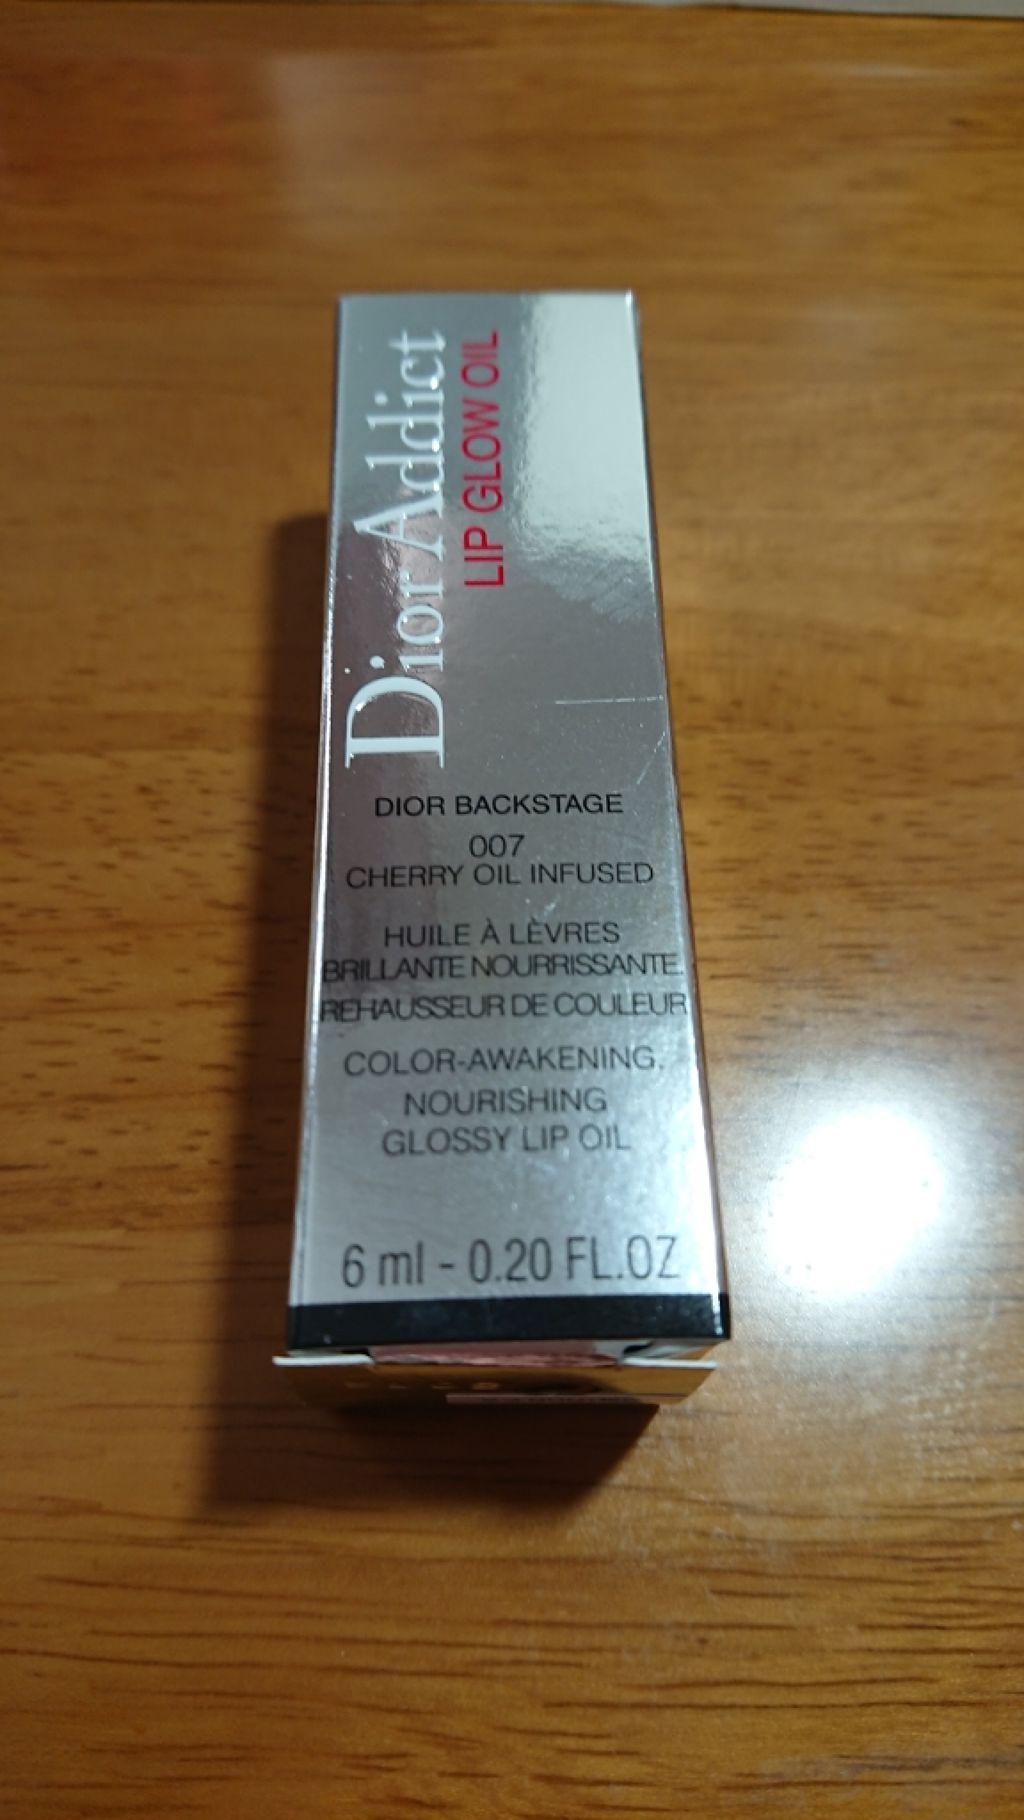 Dior Addict
LIP GLOW OIL
DIOR BACKSTAGE
007
CHERRY OIL INFUSED
HUILE À LÈVRES
BRILLANTE NOURRISSANTE.
REHAUSSEUR DE COULEUR
COLOR-AWAKENING.
NOURISHING
GLOSSY LIP OIL
6 ml - 0.20 FL.OZ